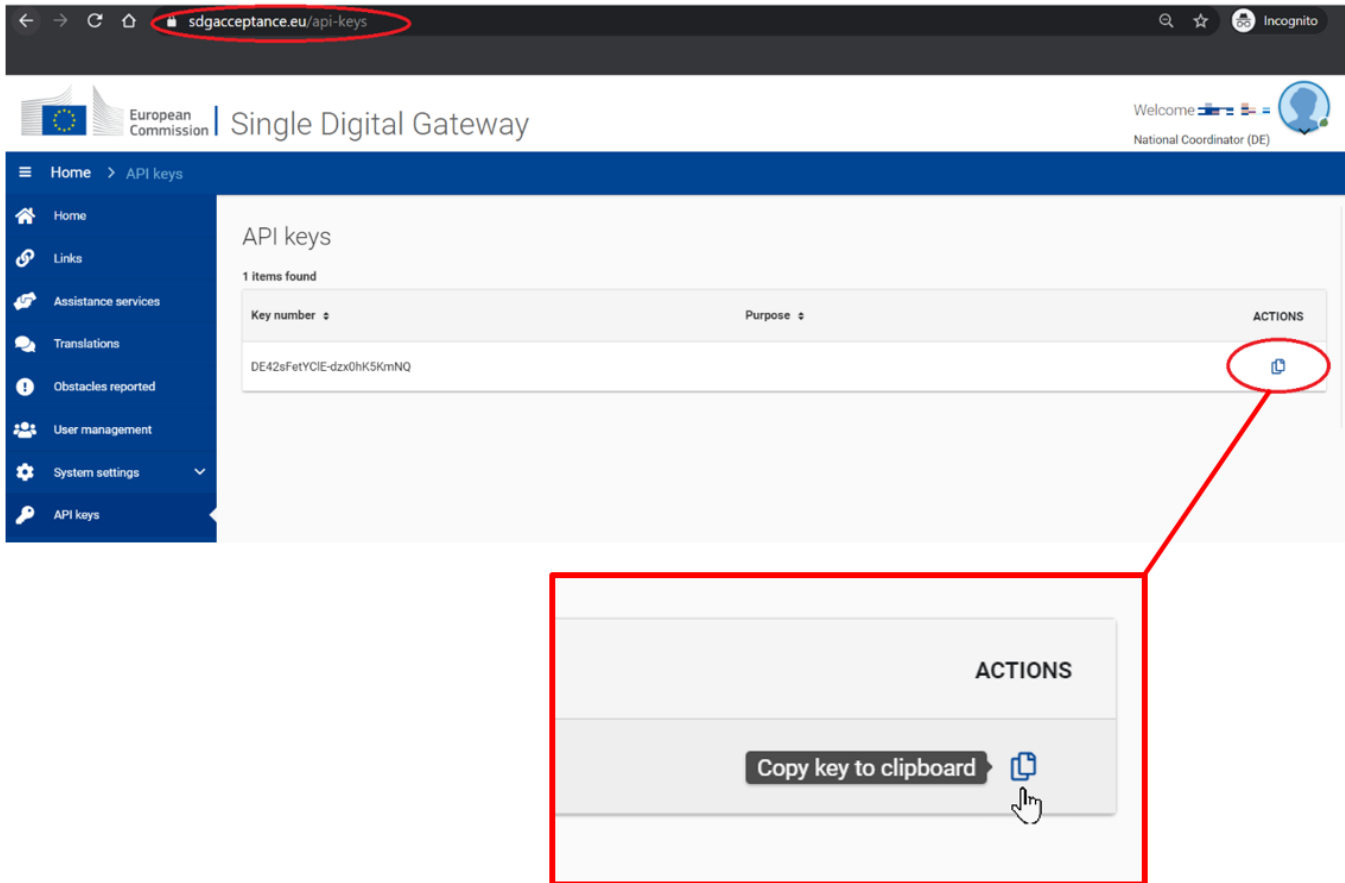 sdgacceptance.eu/api-keys
Incognito
European
Commission
Single Digital Gateway
Welcome
National Coordinator (DE)
Home > API keys
Home
Links
Assistance services
Translations
Obstacles reported
User management
System settings
API keys
API keys
1 items found
Key number
Purpose
ACTIONS
DE42sFetYClE-dzx0hK5KmNQ
ACTIONS
Copy key to clipboard